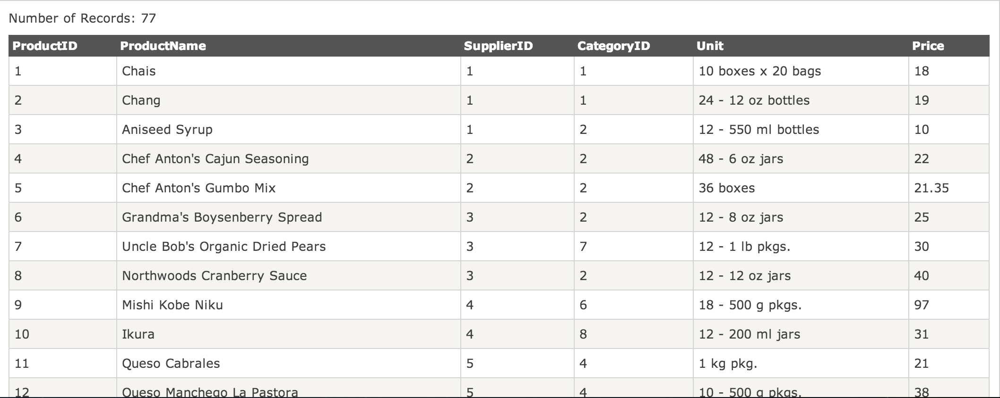 Number of Records: 77
ProductID ProductName SupplierID CategoryID Unit Price
1 Chais 1 1 10 boxes x 20 bags 18
2 Chang 1 1 24 - 12 oz bottles 19
3 Aniseed Syrup 1 2 12 - 550 ml bottles 10
4 Chef Anton's Cajun Seasoning 2 2 48 - 6 oz jars 22
5 Chef Anton's Gumbo Mix 2 2 36 boxes 21.35
6 Grandma's Boysenberry Spread 3 2 12 - 8 oz jars 25
7 Uncle Bob's Organic Dried Pears 3 7 12 - 1 lb pkgs. 30
8 Northwoods Cranberry Sauce 3 2 12 - 12 oz jars 40
9 Mishi Kobe Niku 4 6 18 - 500 g pkgs. 97
10 Ikura 4 8 12 - 200 ml jars 31
11 Queso Cabrales 5 4 1 kg pkg. 21
12 Queso Manchego La Pastora 5 4 10 - 500 g pkgs. 38